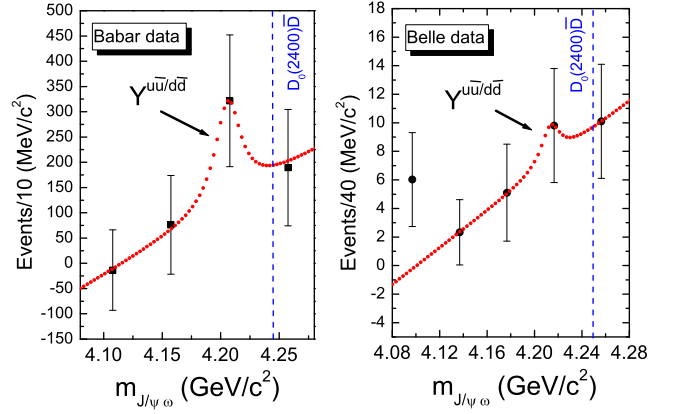 Babar data
Y^{uu̅/dd̅}
D₀(2400)D̅
Events/10 (MeV/c²)
500
450
400
350
300
250
200
150
100
50
0
-50
-100
-150
4.10 4.15 4.20 4.25
m_{J/ψ ω} (GeV/c²)
Belle data
Y^{uu̅/dd̅}
D₀(2400)D̅
Events/40 (MeV/c²)
18
16
14
12
10
8
6
4
2
0
-2
-4
4.08 4.12 4.16 4.20 4.24 4.28
m_{J/ψ ω} (GeV/c²)